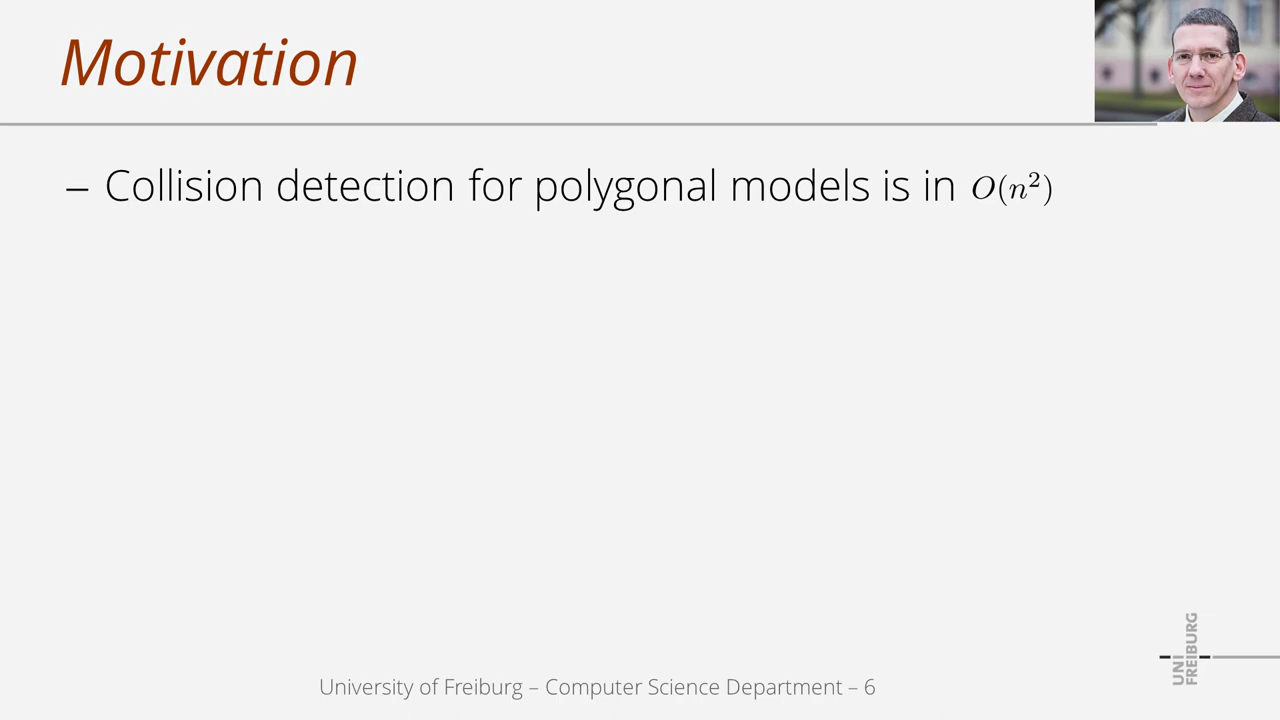 Motivation
– Collision detection for polygonal models is in O(n²)
UNI
FREIBURG
University of Freiburg – Computer Science Department – 6